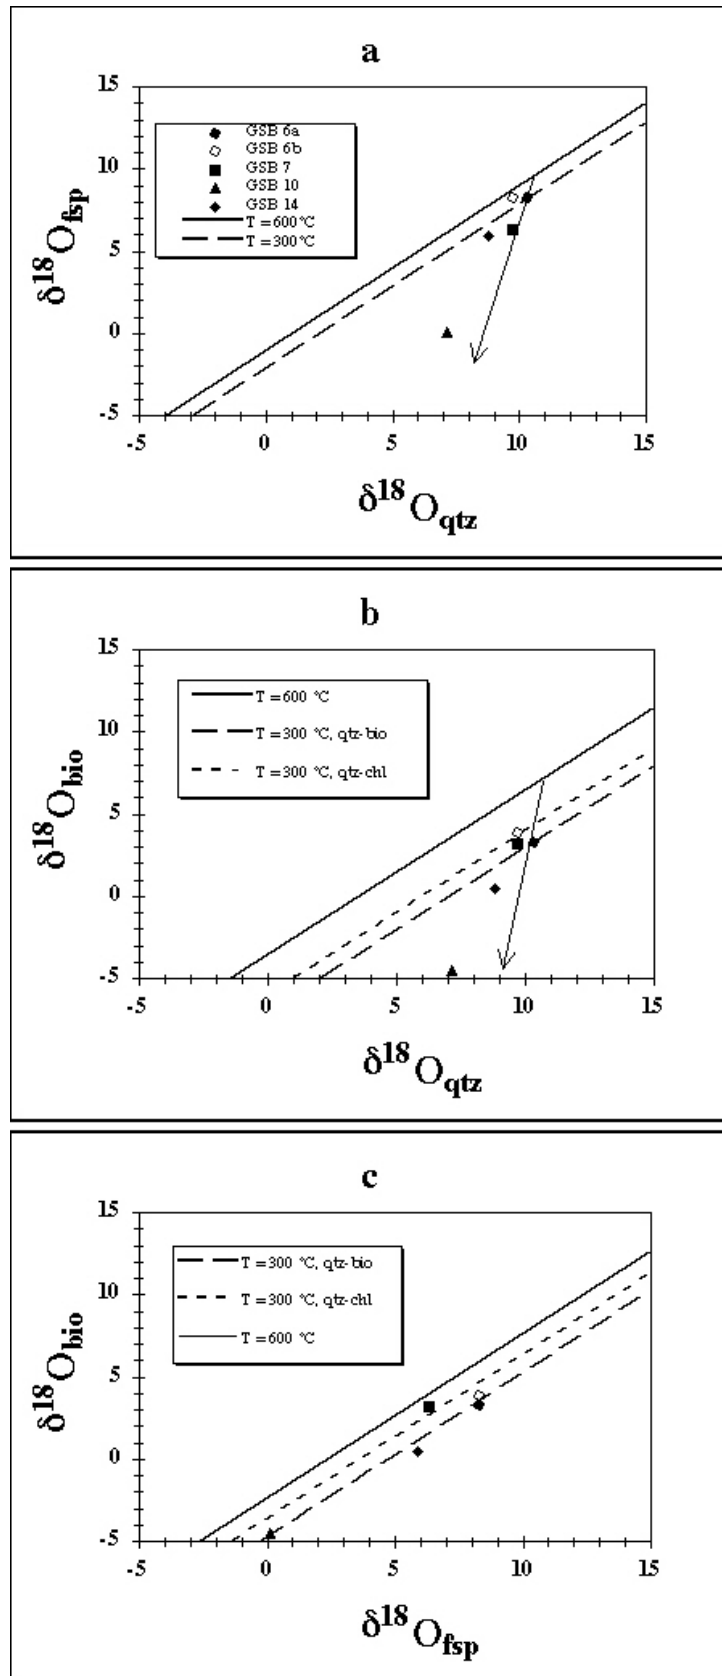 a
15
10
5
0
-5
δ18Ofsp
GSB 6a
GSB 6b
GSB 7
GSB 10
GSB 14
T = 600°C
T = 300°C
-5 0 5 10 15
δ18Oqtz
b
15
10
5
0
-5
δ18Obio
T = 600 °C
T = 300 °C, qtz-bio
T = 300 °C, qtz-chl
-5 0 5 10 15
δ18Oqtz
c
15
10
5
0
-5
δ18Obio
T = 300 °C, qtz-bio
T = 300 °C, qtz-chl
T = 600 °C
-5 0 5 10 15
δ18Ofsp